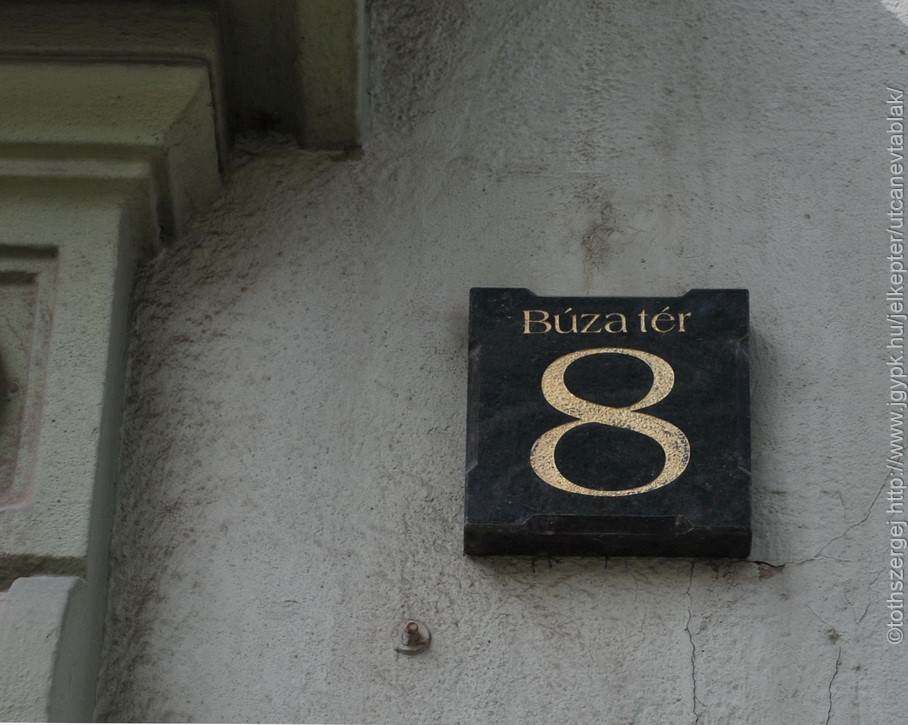 Búza tér
8
©tothszergej http://www.jgypk.hu/jelkepter/utcanevtablak/